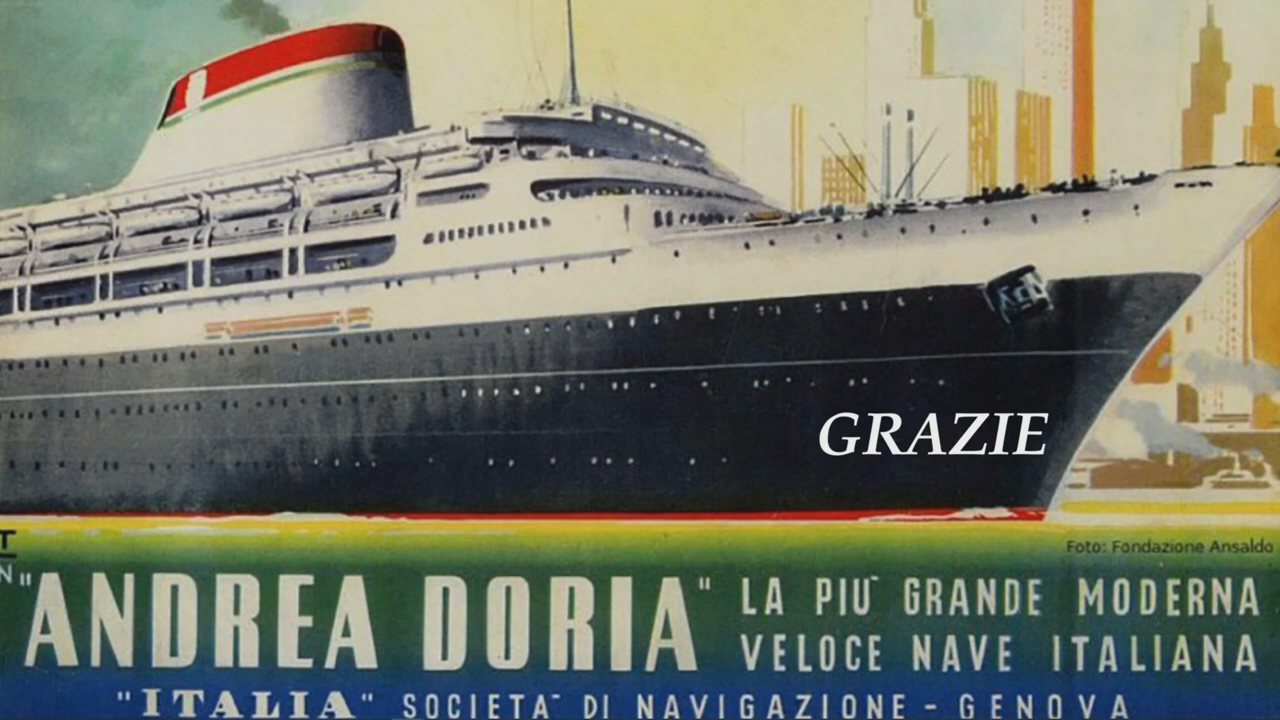 GRAZIE
T
N
Foto: Fondazione Ansaldo
"ANDREA DORIA"
LA PIU` GRANDE MODERNA
VELOCE NAVE ITALIANA
"ITALIA" SOCIETA` DI NAVIGAZIONE - GENOVA